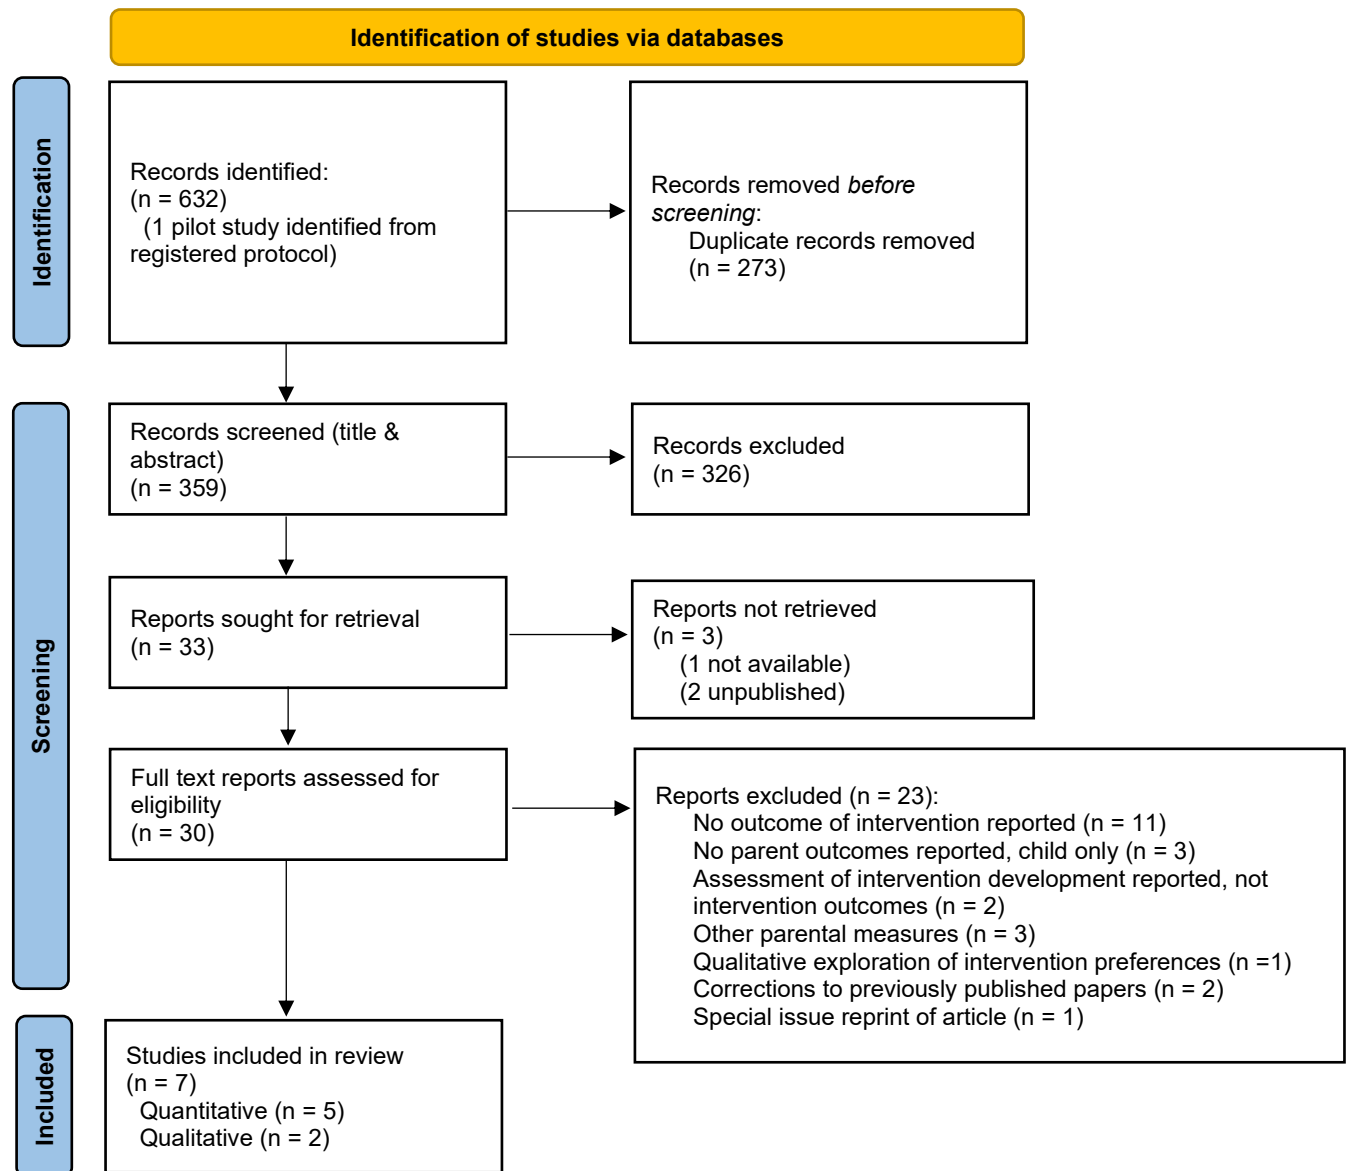 Identification of studies via databases
Identification
Records identified:
(n = 632)
(1 pilot study identified from
registered protocol)
Records removed before
screening:
Duplicate records removed
(n = 273)
Screening
Records screened (title &
abstract)
(n = 359)
Records excluded
(n = 326)
Reports sought for retrieval
(n = 33)
Reports not retrieved
(n = 3)
(1 not available)
(2 unpublished)
Full text reports assessed for
eligibility
(n = 30)
Reports excluded (n = 23):
No outcome of intervention reported (n = 11)
No parent outcomes reported, child only (n = 3)
Assessment of intervention development reported, not
intervention outcomes (n = 2)
Other parental measures (n = 3)
Qualitative exploration of intervention preferences (n =1)
Corrections to previously published papers (n = 2)
Special issue reprint of article (n = 1)
Included
Studies included in review
(n = 7)
Quantitative (n = 5)
Qualitative (n = 2)